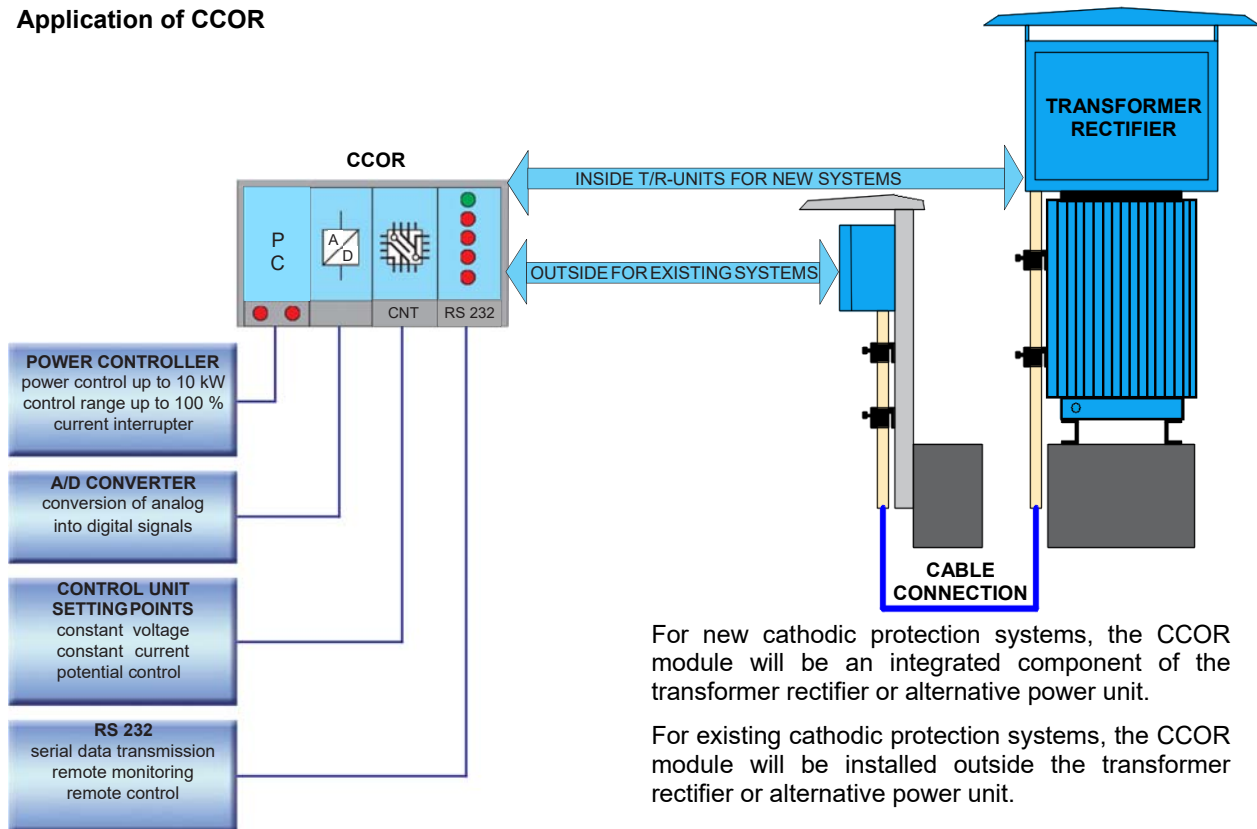 Application of CCOR
TRANSFORMER
RECTIFIER
CCOR
INSIDE T/R-UNITS FOR NEW SYSTEMS
P
C
A
D
OUTSIDE FOR EXISTING SYSTEMS
CNT
RS 232
POWER CONTROLLER
power control up to 10 kW
control range up to 100 %
current interrupter
A/D CONVERTER
conversion of analog
into digital signals
CONTROL UNIT
SETTING POINTS
constant voltage
constant current
potential control
RS 232
serial data transmission
remote monitoring
remote control
CABLE
CONNECTION
For new cathodic protection systems, the CCOR
module will be an integrated component of the
transformer rectifier or alternative power unit.
For existing cathodic protection systems, the CCOR
module will be installed outside the transformer
rectifier or alternative power unit.